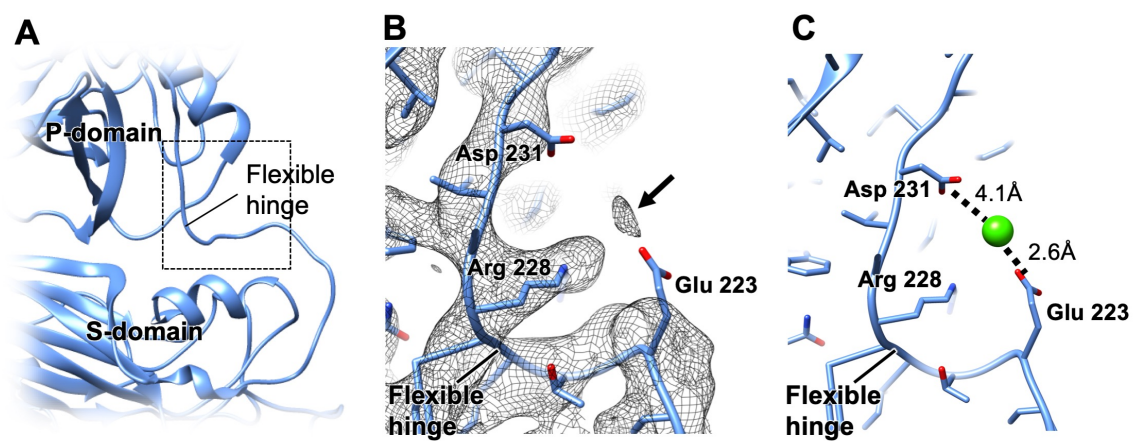 A
P-domain
Flexible
hinge
S-domain
B
Asp 231
Arg 228
Glu 223
Flexible
hinge
C
Asp 231
4.1Å
2.6Å
Arg 228
Glu 223
Flexible
hinge